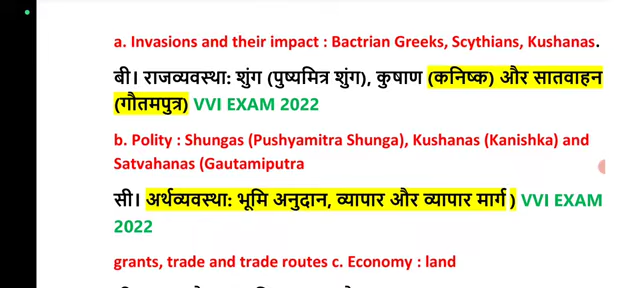 a. Invasions and their impact : Bactrian Greeks, Scythians, Kushanas.
बी। राजव्यवस्था: शुंग (पुष्यमित्र शुंग), कुषाण (कनिष्क) और सातवाहन
(गौतमपुत्र) VVI EXAM 2022
b. Polity : Shungas (Pushyamitra Shunga), Kushanas (Kanishka) and
Satvahanas (Gautamiputra
सी। अर्थव्यवस्था: भूमि अनुदान, व्यापार और व्यापार मार्ग ) VVI EXAM
2022
grants, trade and trade routes c. Economy : land